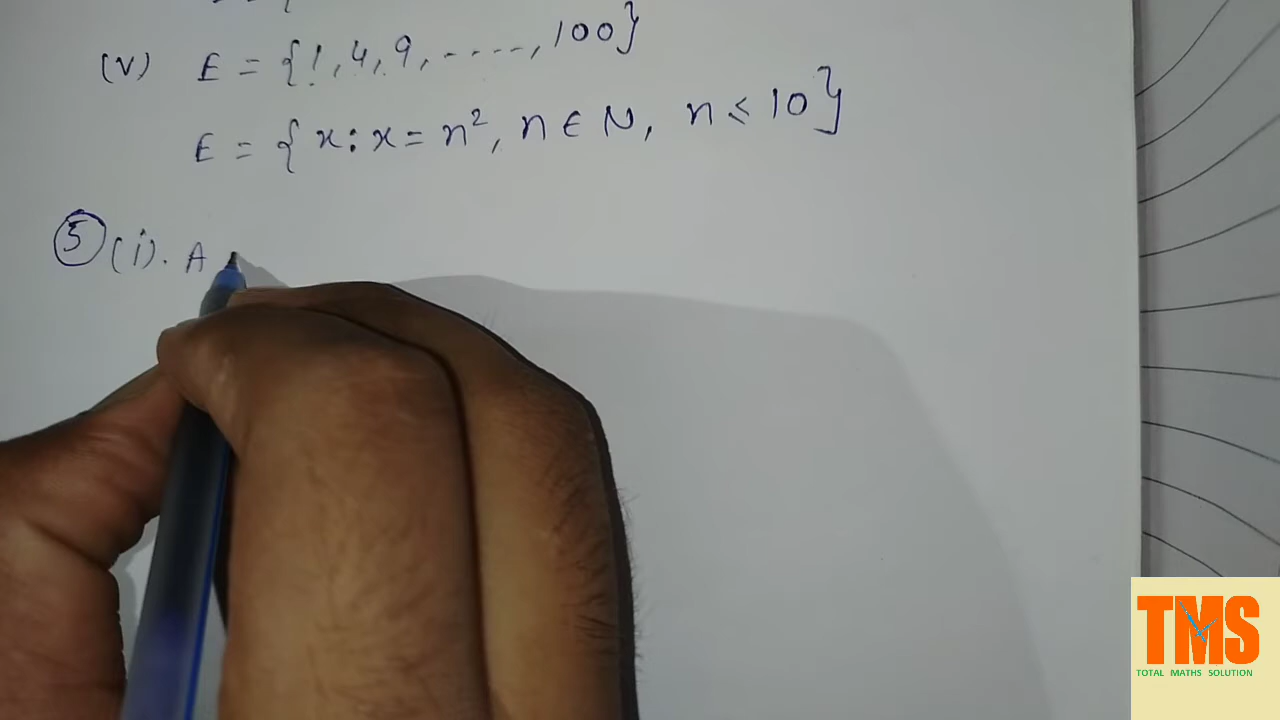 (v) E = {1, 4, 9, -----, 100}
E = {x : x = n², n ∈ N, n ≤ 10}
5 (i). A
TMS
TOTAL MATHS SOLUTION